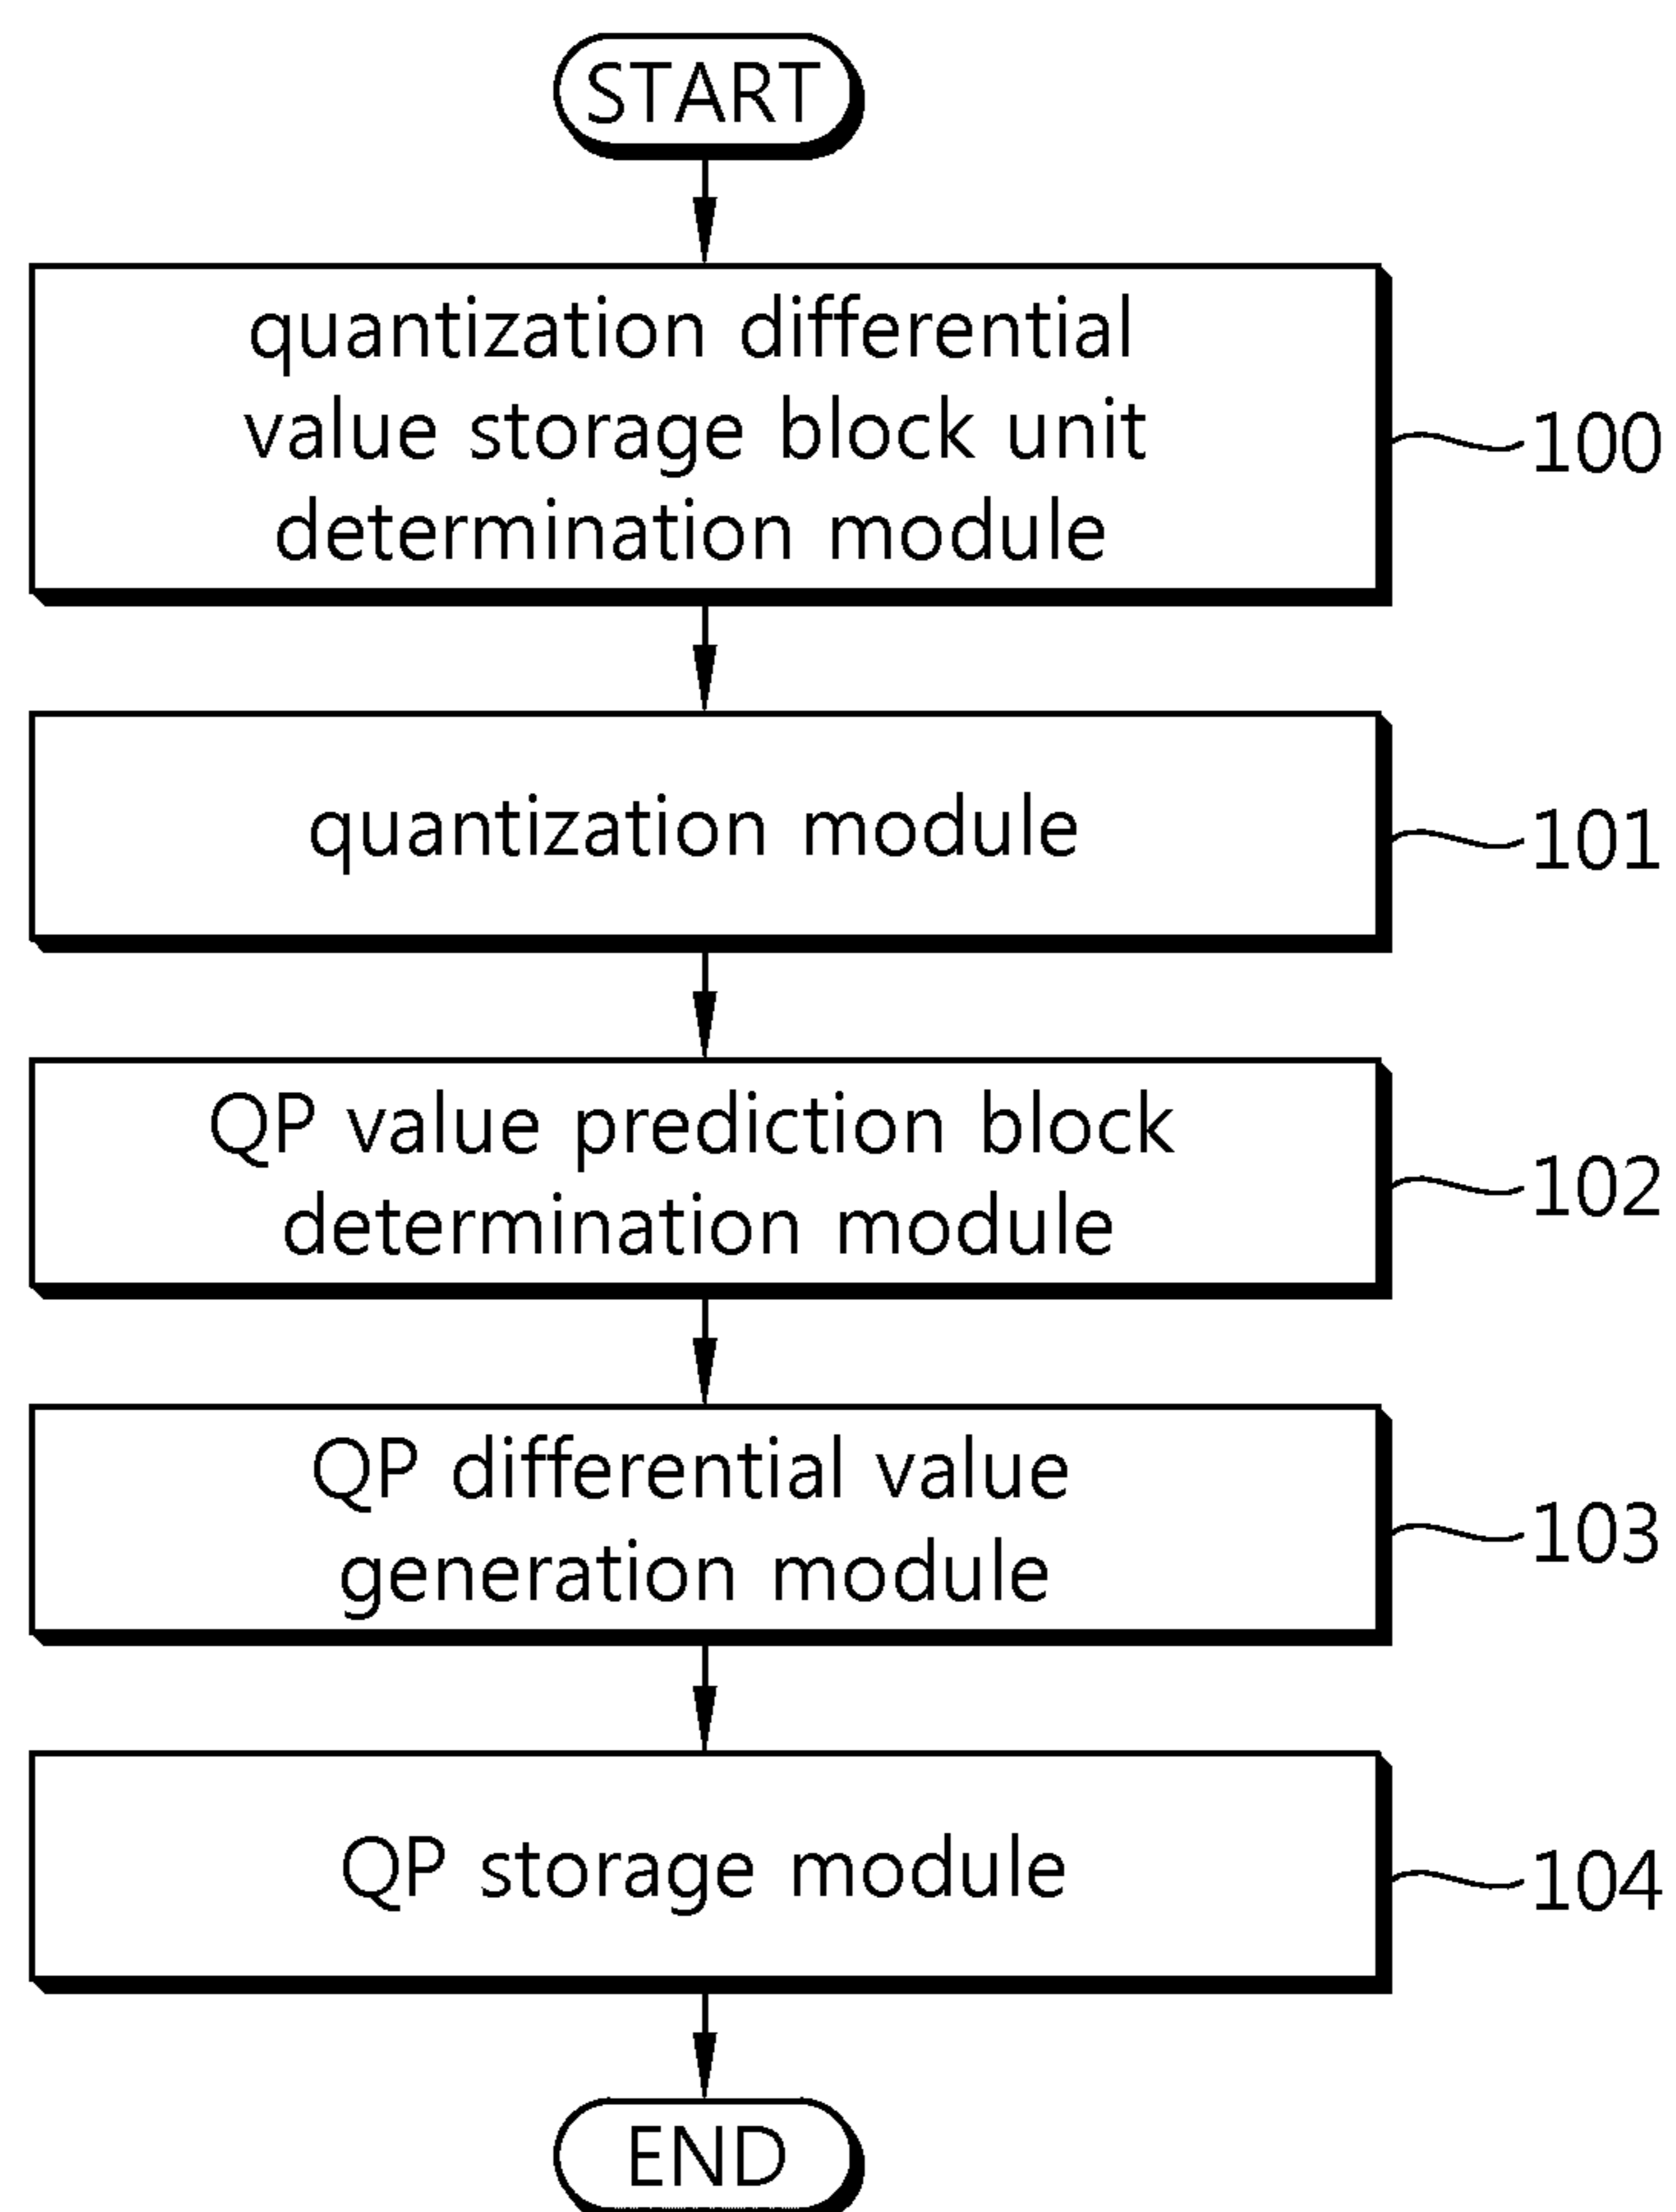 START
quantization differential
value storage block unit
determination module
100
quantization module
101
QP value prediction block
determination module
102
QP differential value
generation module
103
QP storage module
104
END